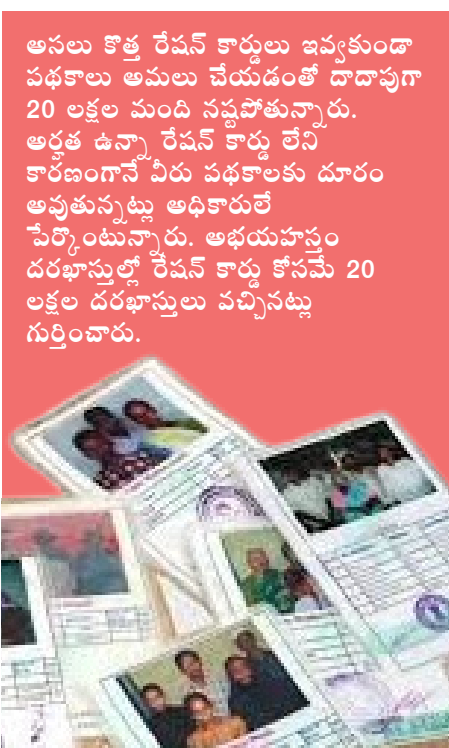 అసలు కొత్త రేషన్ కార్డులు ఇవ్వకుండా
పథకాలు అమలు చేయడంతో దాదాపుగా
20 లక్షల మంది నష్టపోతున్నారు.
అర్హత ఉన్నా రేషన్ కార్డు లేని
కారణంగానే వీరు పథకాలకు దూరం
అవుతున్నట్లు అధికారులే
పేర్కొంటున్నారు. అభయహస్తం
దరఖాస్తుల్లో రేషన్ కార్డు కోసమే 20
లక్షల దరఖాస్తులు వచ్చినట్లు
గుర్తించారు.